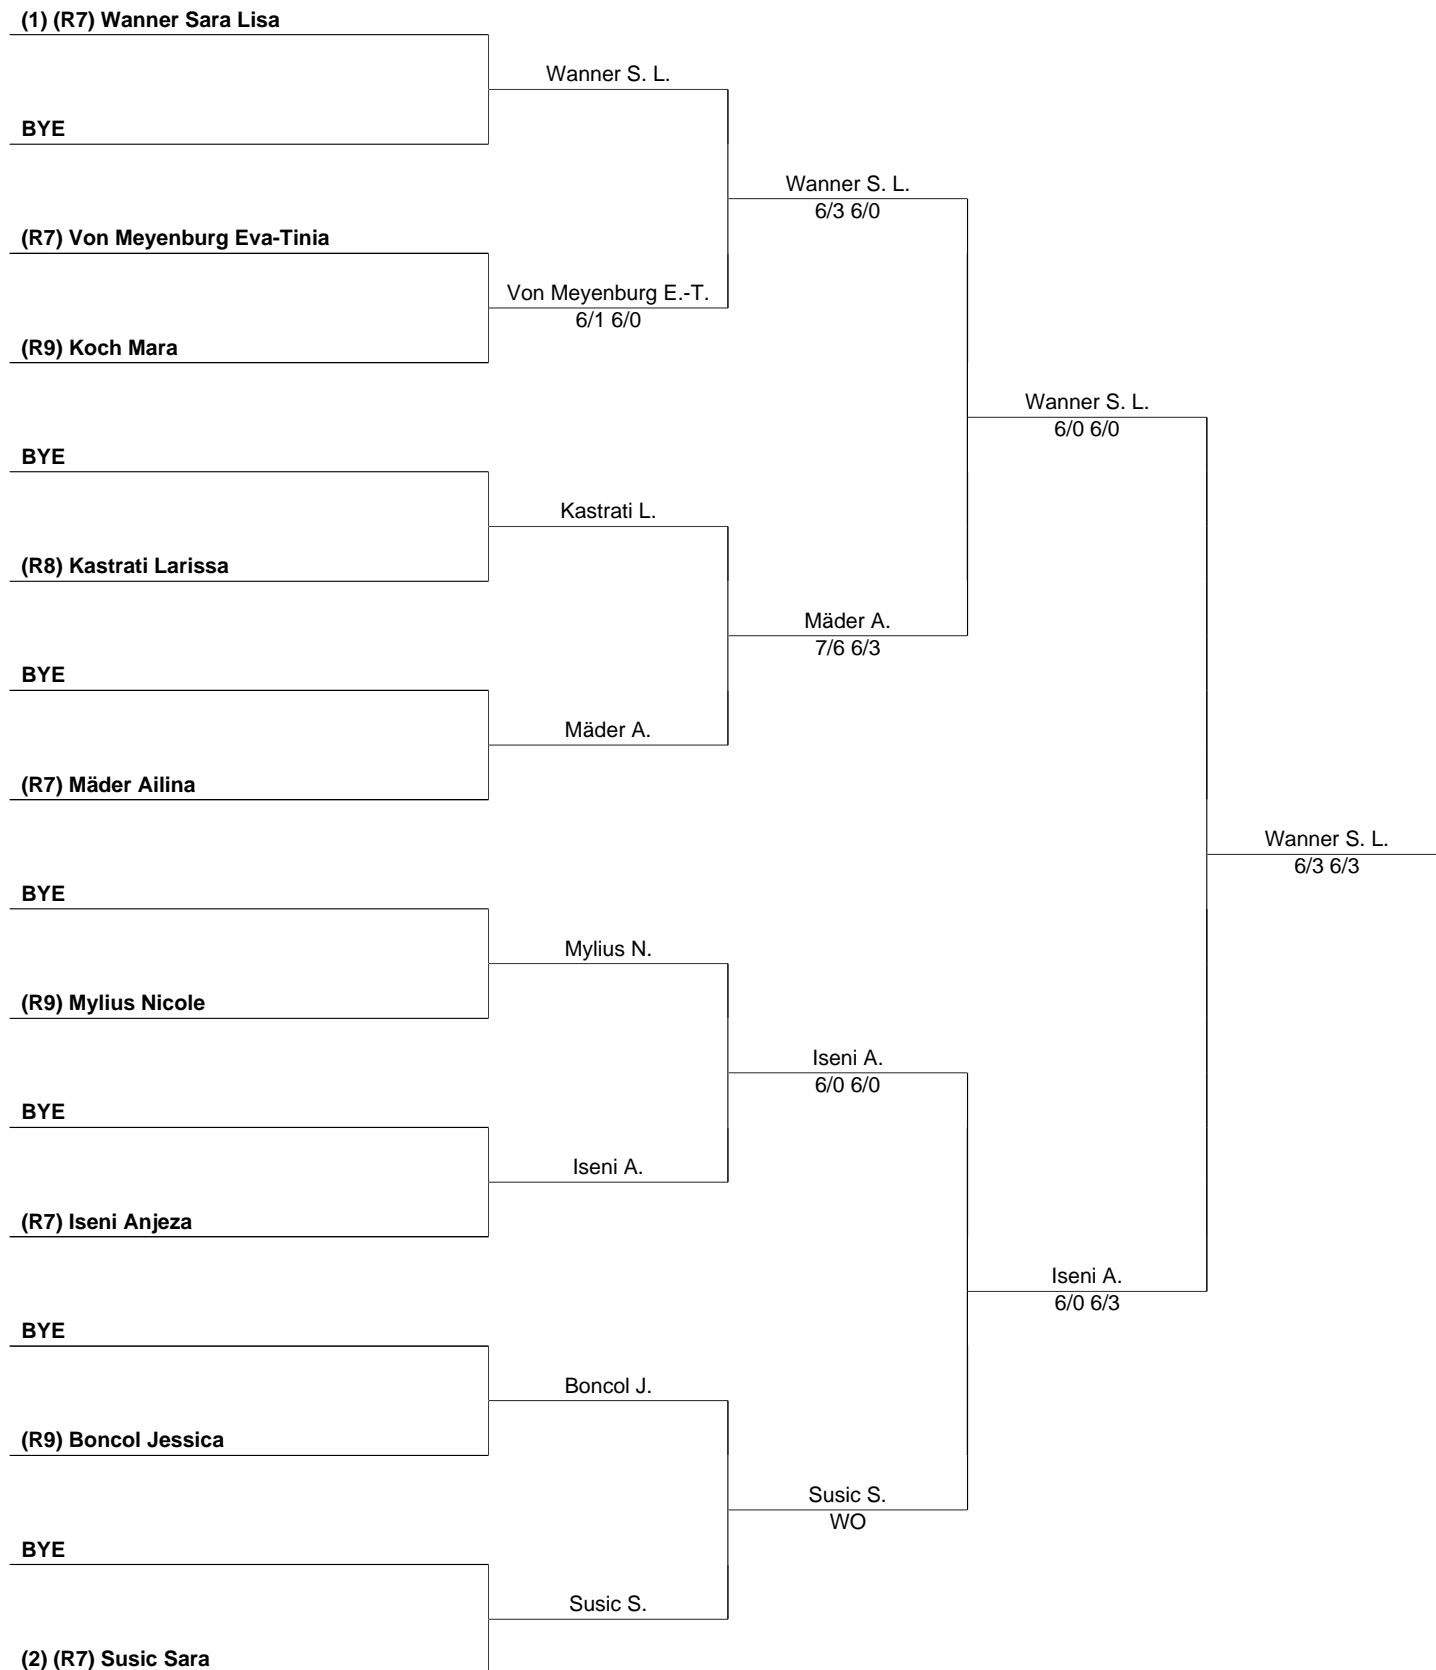 (1) (R7) Wanner Sara Lisa
Wanner S. L.
BYE
Wanner S. L.
6/3 6/0
(R7) Von Meyenburg Eva-Tinia
Von Meyenburg E.-T.
6/1 6/0
(R9) Koch Mara
Wanner S. L.
6/0 6/0
BYE
Kastrati L.
(R8) Kastrati Larissa
Mäder A.
7/6 6/3
BYE
Mäder A.
(R7) Mäder Ailina
Wanner S. L.
6/3 6/3
BYE
Mylius N.
(R9) Mylius Nicole
Iseni A.
6/0 6/0
BYE
Iseni A.
(R7) Iseni Anjeza
Iseni A.
6/0 6/3
BYE
Boncol J.
(R9) Boncol Jessica
Susic S.
WO
BYE
Susic S.
(2) (R7) Susic Sara